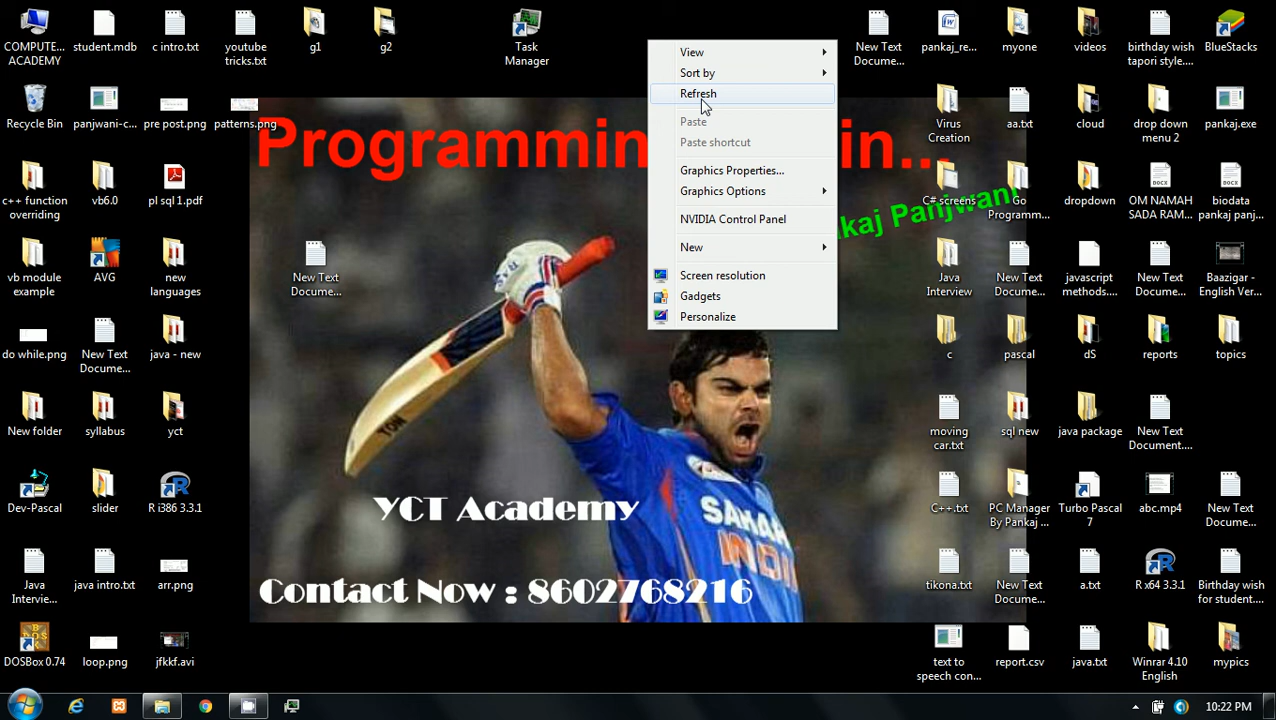 COMPUTE...
ACADEMY
student.mdb
c intro.txt
youtube
tricks.txt
g1
g2
Task
Manager
New Text
Docume...
pankaj_re...
myone
videos
birthday wish
tapori style....
BlueStacks
Recycle Bin
panjwani-c...
pre post.png
patterns.png
Virus
Creation
aa.txt
cloud
drop down
menu 2
pankaj.exe
c++ function
overriding
vb6.0
pl sql 1.pdf
C# screens
Go
Programm...
dropdown
OM NAMAH
SADA RAM...
biodata
pankaj panj...
vb module
example
AVG
new
languages
New Text
Docume...
Java
Interview
New Text
Docume...
javascript
methods....
New Text
Docume...
Baazigar -
English Ver...
do while.png
New Text
Docume...
java - new
c
pascal
dS
reports
topics
New folder
syllabus
yct
moving
car.txt
sql new
java package
New Text
Document....
Dev-Pascal
slider
R i386 3.3.1
C++.txt
PC Manager
By Pankaj ...
Turbo Pascal
7
abc.mp4
New Text
Docume...
Java
Intervie...
java intro.txt
arr.png
tikona.txt
New Text
Docume...
a.txt
R x64 3.3.1
Birthday wish
for student....
DOSBox 0.74
loop.png
jfkkf.avi
text to
speech con...
report.csv
java.txt
Winrar 4.10
English
mypics
View
Sort by
Refresh
Paste
Paste shortcut
Graphics Properties...
Graphics Options
NVIDIA Control Panel
New
Screen resolution
Gadgets
Personalize
in...
Panjwani
SAHARA
TON
YCT Academy
Contact Now : 8602768216
10:22 PM